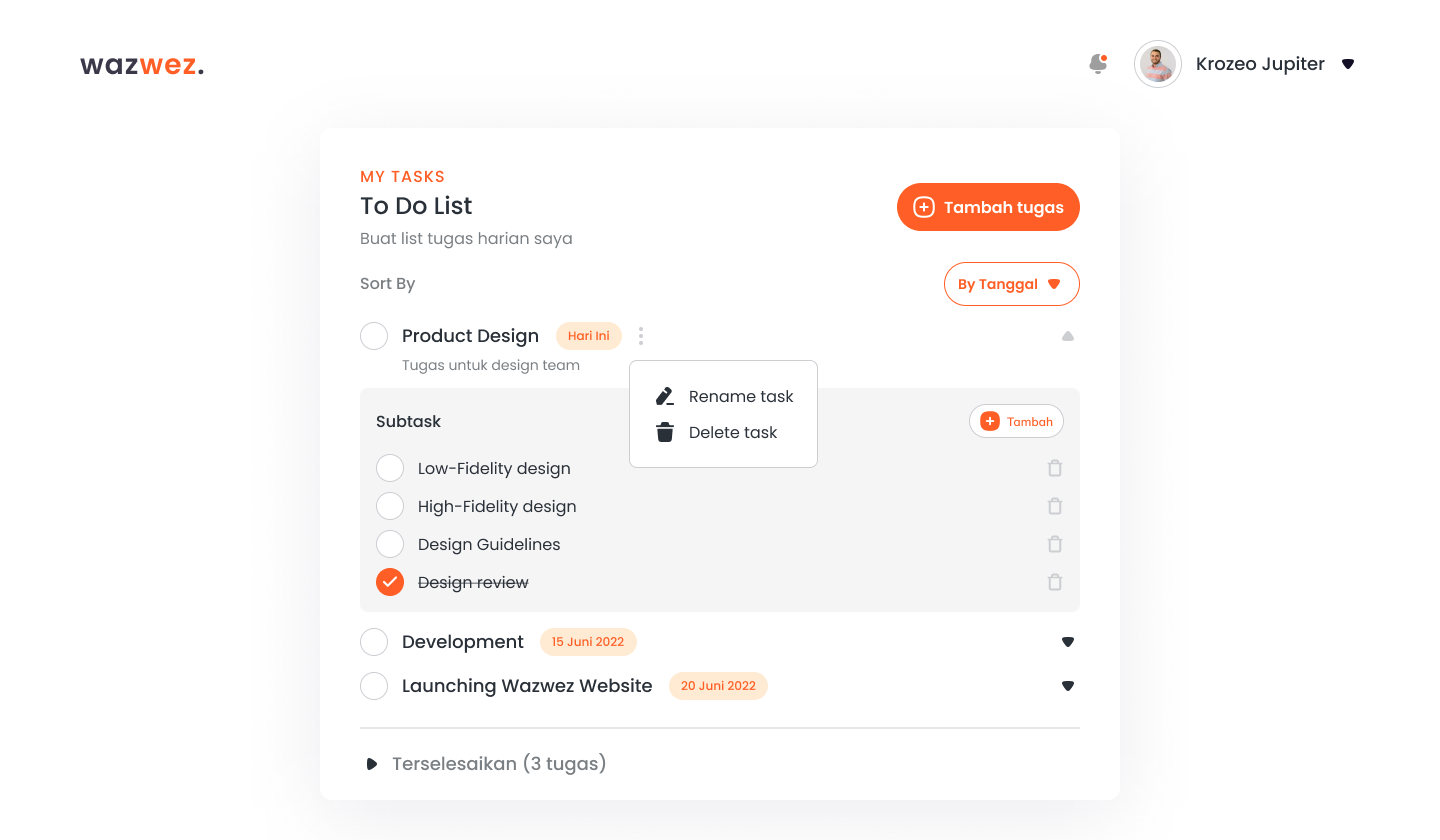 wazwez.
Krozeo Jupiter
MY TASKS
To Do List
Buat list tugas harian saya
Tambah tugas
Sort By
By Tanggal
Product Design
Hari Ini
Tugas untuk design team
Rename task
Delete task
Subtask
Tambah
Low-Fidelity design
High-Fidelity design
Design Guidelines
Design review
Development
15 Juni 2022
Launching Wazwez Website
20 Juni 2022
Terselesaikan (3 tugas)